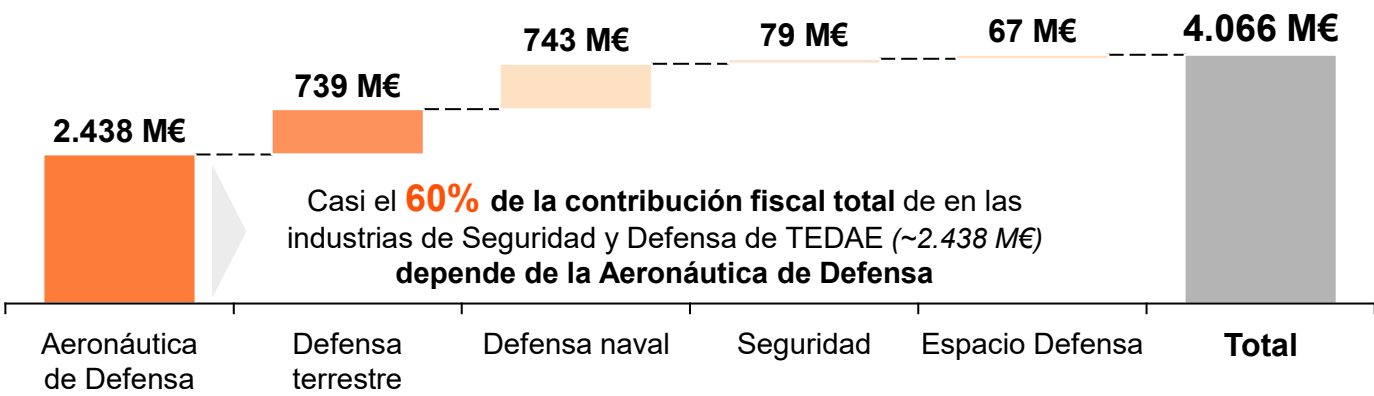 2.438 M€
739 M€
743 M€
79 M€
67 M€
4.066 M€
Casi el 60% de la contribución fiscal total de en las
industrias de Seguridad y Defensa de TEDAE (~2.438 M€)
depende de la Aeronáutica de Defensa
Aeronáutica
de Defensa
Defensa
terrestre
Defensa naval
Seguridad
Espacio Defensa
Total